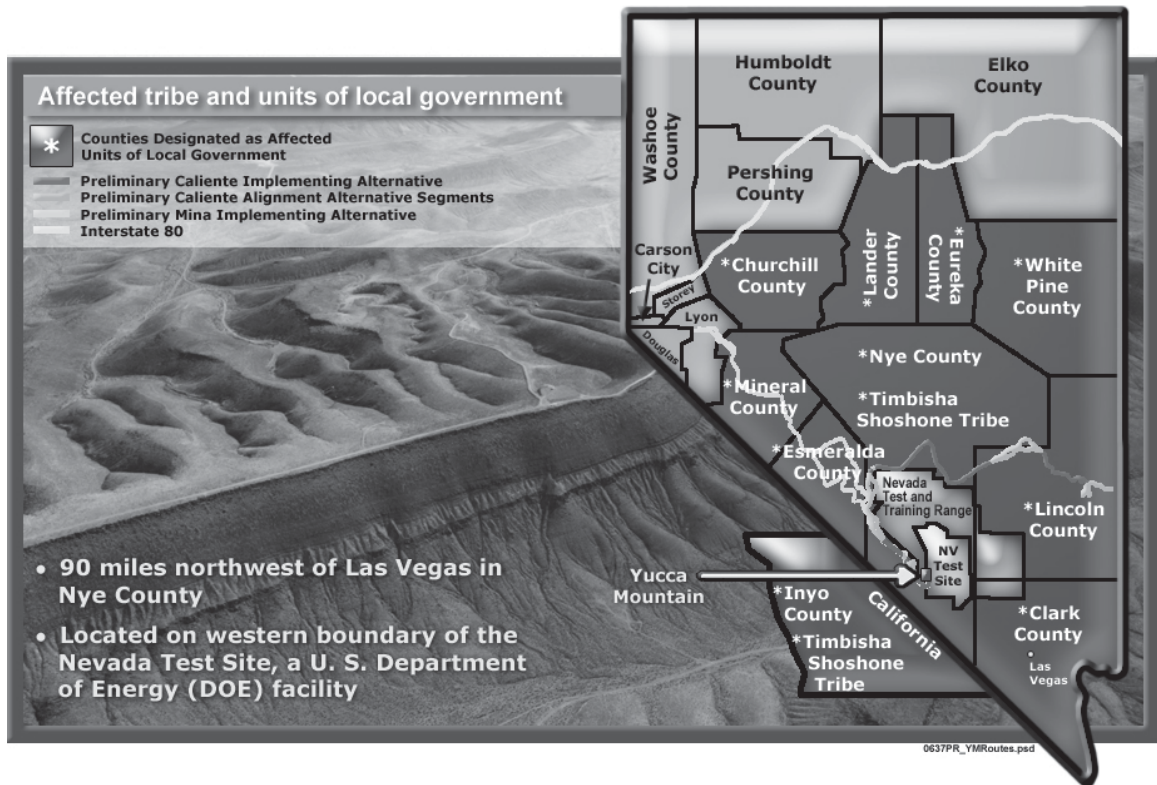 Affected tribe and units of local government
*
Counties Designated as Affected
Units of Local Government
Preliminary Caliente Implementing Alternative
Preliminary Caliente Alignment Alternative Segments
Preliminary Mina Implementing Alternative
Interstate 80
• 90 miles northwest of Las Vegas in
Nye County
• Located on western boundary of the
Nevada Test Site, a U. S. Department
of Energy (DOE) facility
Washoe
County
Humboldt
County
Elko
County
Pershing
County
Carson
City
Storey
Lyon
Douglas
*Churchill
County
*Lander
County
*Eureka
County
*White
Pine
County
*Nye County
*Timbisha
Shoshone Tribe
*Mineral
County
*Esmeralda
County
Nevada
Test and
Training Range
*Lincoln
County
NV
Test
Site
Yucca
Mountain
*Inyo
County
*Timbisha
Shoshone
Tribe
California
*Clark
County
Las
Vegas
0637PR_YMRoutes.psd